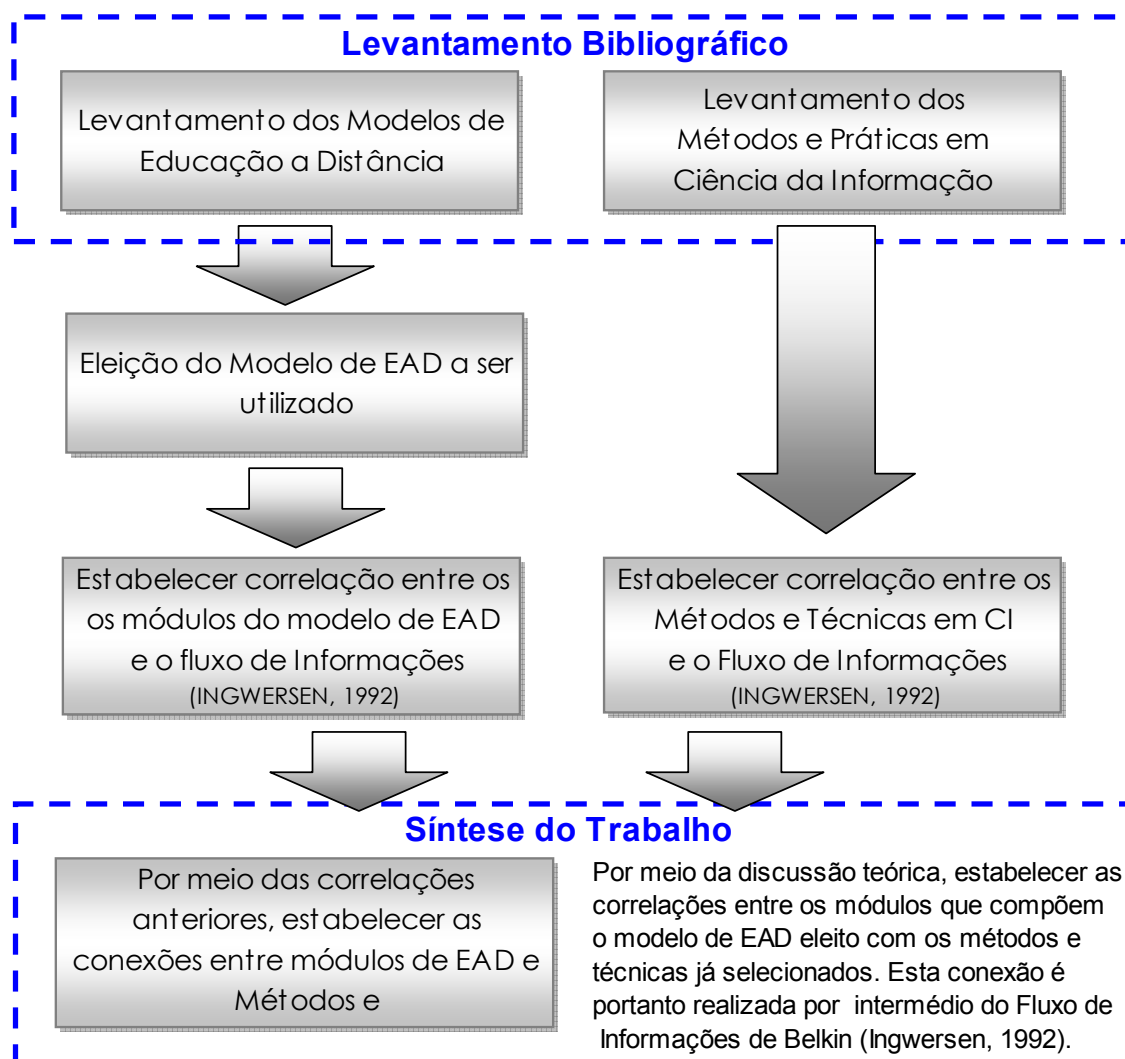 Levantamento Bibliográfico
Levantamento dos Modelos de
Educação a Distância
Levantamento dos
Métodos e Práticas em
Ciência da Informação
Eleição do Modelo de EAD a ser
utilizado
Estabelecer correlação entre os
os módulos do modelo de EAD
e o fluxo de Informações
(INGWERSEN, 1992)
Estabelecer correlação entre os
Métodos e Técnicas em CI
e o Fluxo de Informações
(INGWERSEN, 1992)
Síntese do Trabalho
Por meio das correlações
anteriores, estabelecer as
conexões entre módulos de EAD e
Métodos e
Por meio da discussão teórica, estabelecer as
correlações entre os módulos que compõem
o modelo de EAD eleito com os métodos e
técnicas já selecionados. Esta conexão é
portanto realizada por intermédio do Fluxo de
Informações de Belkin (Ingwersen, 1992).